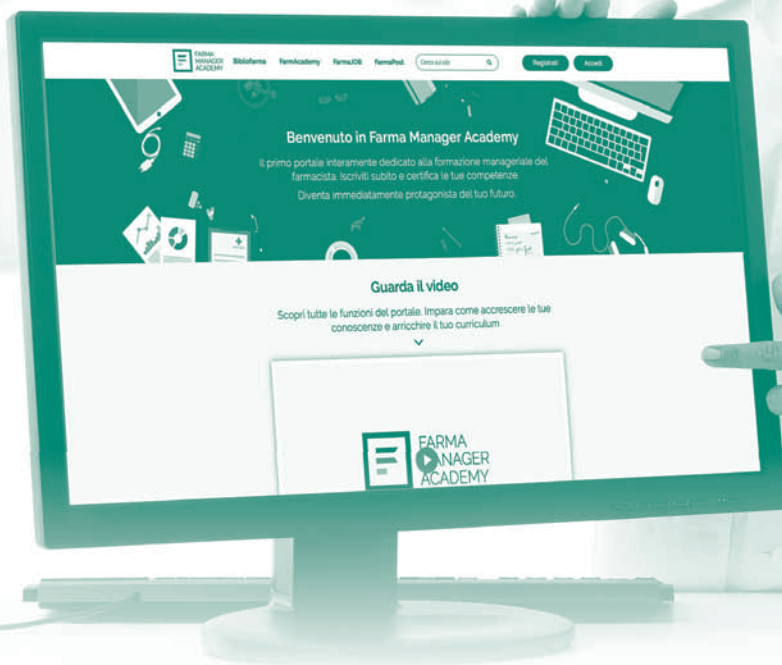 FARMA
MANAGER
ACADEMY
Bibliofarma FarmAcademy FarmaJOB FarmaPost Cerca sul sito Registrati Accedi
Benvenuto in Farma Manager Academy
Il primo portale interamente dedicato alla formazione manageriale del
farmacista. Iscriviti subito e certifica le tue competenze.
Diventa immediatamente protagonista del tuo futuro.
Guarda il video
Scopri tutte le funzioni del portale. Impara come accrescere le tue
conoscenze e arricchire il tuo curriculum
FARMA
MANAGER
ACADEMY